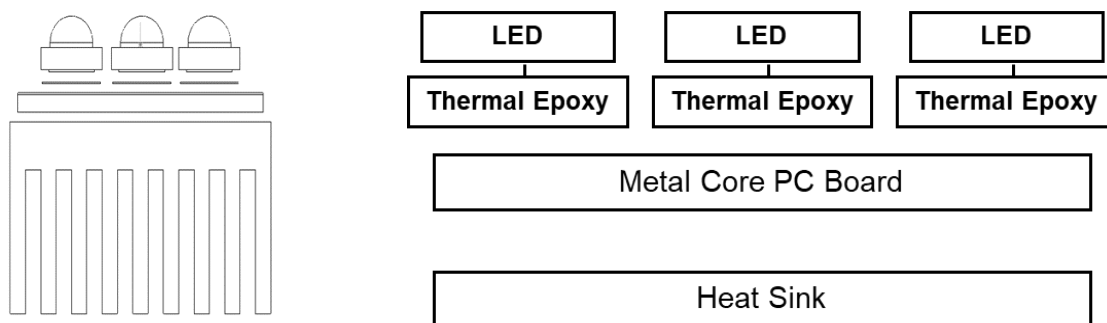 LED LED LED
Thermal Epoxy Thermal Epoxy Thermal Epoxy
Metal Core PC Board
Heat Sink